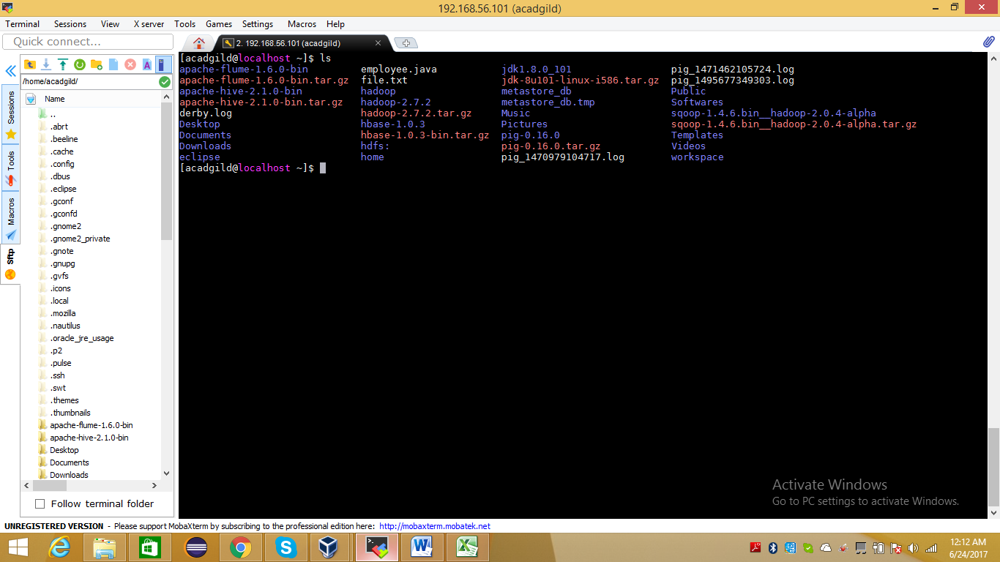 192.168.56.101 (acadgild)
Terminal Sessions View X server Tools Games Settings Macros Help
Quick connect...
2. 192.168.56.101 (acadgild)
/home/acadgild/
Name
..
.abrt
.beeline
.cache
.config
.dbus
.eclipse
.gconf
.gconfd
.gnome2
.gnome2_private
.gnote
.gnupg
.gvfs
.icons
.local
.mozilla
.nautilus
.oracle_jre_usage
.p2
.pulse
.ssh
.swt
.themes
.thumbnails
apache-flume-1.6.0-bin
apache-hive-2.1.0-bin
Desktop
Documents
Downloads
Follow terminal folder
Sessions
Tools
Macros
Sftp
[acadgild@localhost ~]$ ls
apache-flume-1.6.0-bin employee.java jdk1.8.0_101 pig_1471462105724.log
apache-flume-1.6.0-bin.tar.gz file.txt jdk-8u101-linux-i586.tar.gz pig_1495677349303.log
apache-hive-2.1.0-bin hadoop metastore_db Public
apache-hive-2.1.0-bin.tar.gz hadoop-2.7.2 metastore_db.tmp Softwares
derby.log hadoop-2.7.2.tar.gz Music sqoop-1.4.6.bin__hadoop-2.0.4-alpha
Desktop hbase-1.0.3 Pictures sqoop-1.4.6.bin__hadoop-2.0.4-alpha.tar.gz
Documents hbase-1.0.3-bin.tar.gz pig-0.16.0 Templates
Downloads hdfs: pig-0.16.0.tar.gz Videos
eclipse home pig_1470979104717.log workspace
[acadgild@localhost ~]$
Activate Windows
Go to PC settings to activate Windows.
UNREGISTERED VERSION - Please support MobaXterm by subscribing to the professional edition here: http://mobaxterm.mobatek.net
12:12 AM
6/24/2017